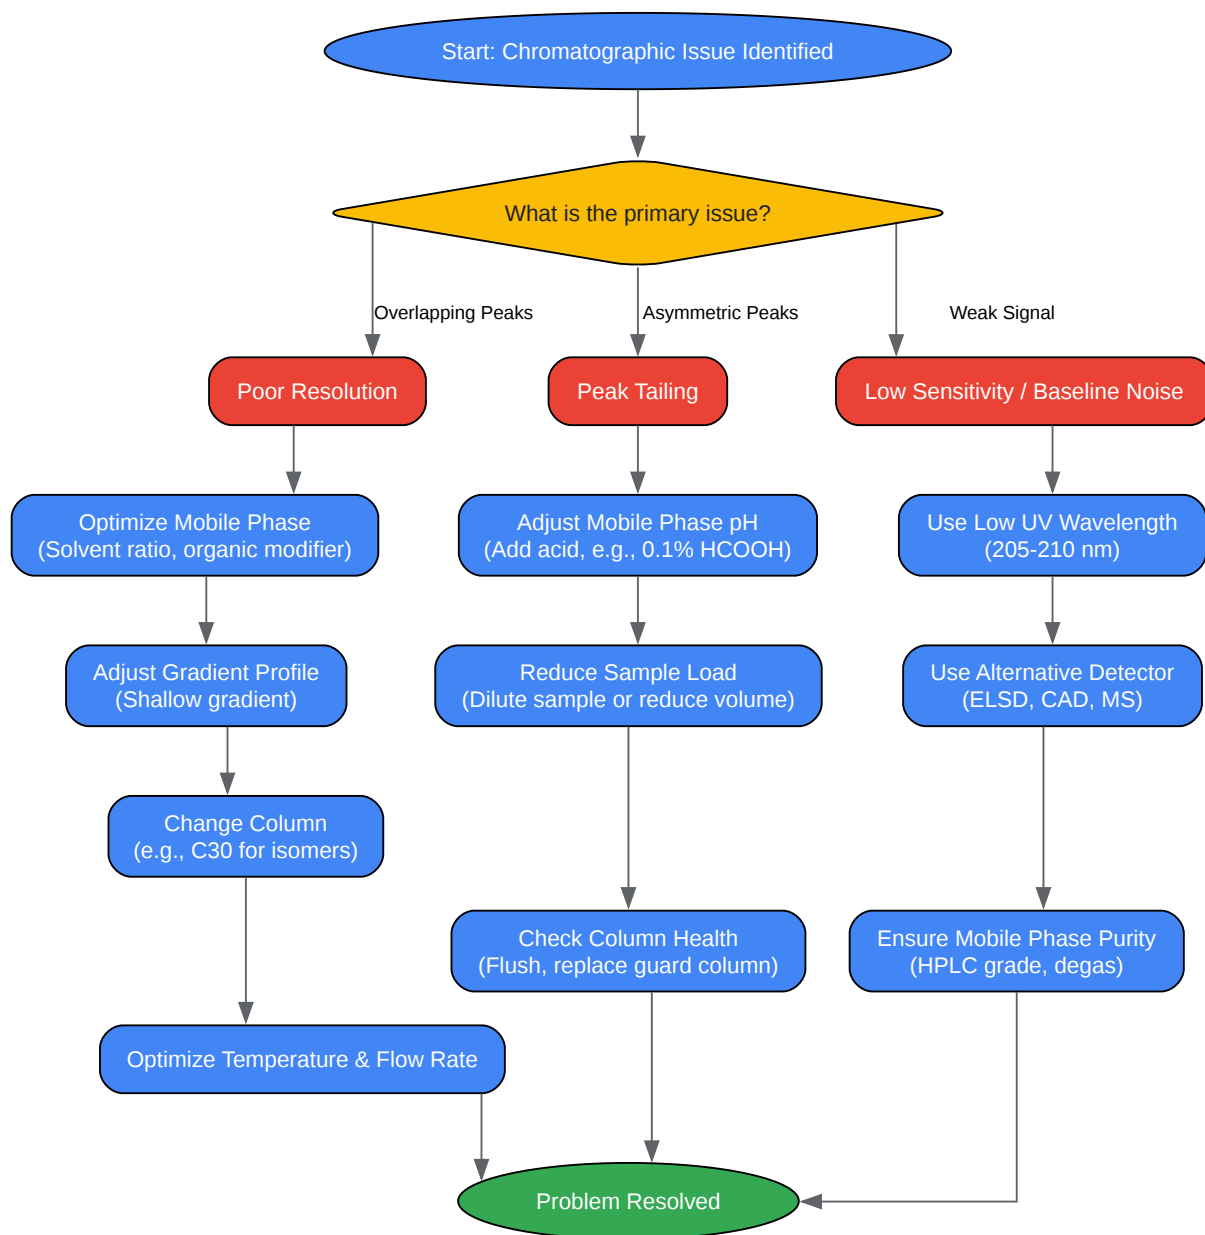 Start: Chromatographic Issue Identified
What is the primary issue?
Overlapping Peaks
Asymmetric Peaks
Weak Signal
Poor Resolution
Peak Tailing
Low Sensitivity / Baseline Noise
Optimize Mobile Phase
(Solvent ratio, organic modifier)
Adjust Mobile Phase pH
(Add acid, e.g., 0.1% HCOOH)
Use Low UV Wavelength
(205-210 nm)
Adjust Gradient Profile
(Shallow gradient)
Reduce Sample Load
(Dilute sample or reduce volume)
Use Alternative Detector
(ELSD, CAD, MS)
Change Column
(e.g., C30 for isomers)
Check Column Health
(Flush, replace guard column)
Ensure Mobile Phase Purity
(HPLC grade, degas)
Optimize Temperature & Flow Rate
Problem Resolved